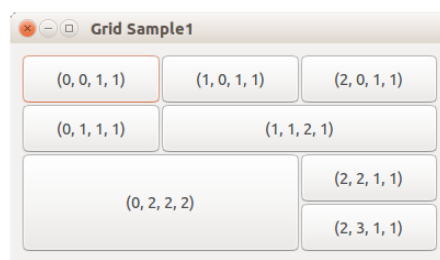 Grid Sample1
(0, 0, 1, 1) (1, 0, 1, 1) (2, 0, 1, 1)
(0, 1, 1, 1) (1, 1, 2, 1)
(0, 2, 2, 2) (2, 2, 1, 1)
(2, 3, 1, 1)